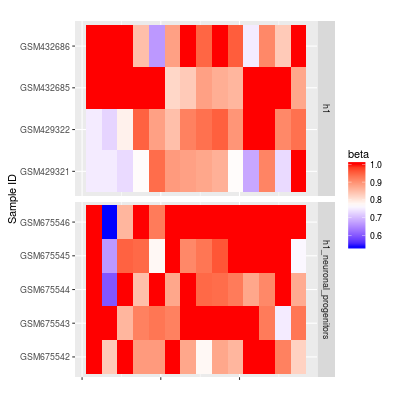 GSM432686
GSM432685
GSM429322
GSM429321
h1
GSM675546
GSM675545
GSM675544
GSM675543
GSM675542
h1_neuronal_progenitors
Sample ID
beta
1.0
0.9
0.8
0.7
0.6